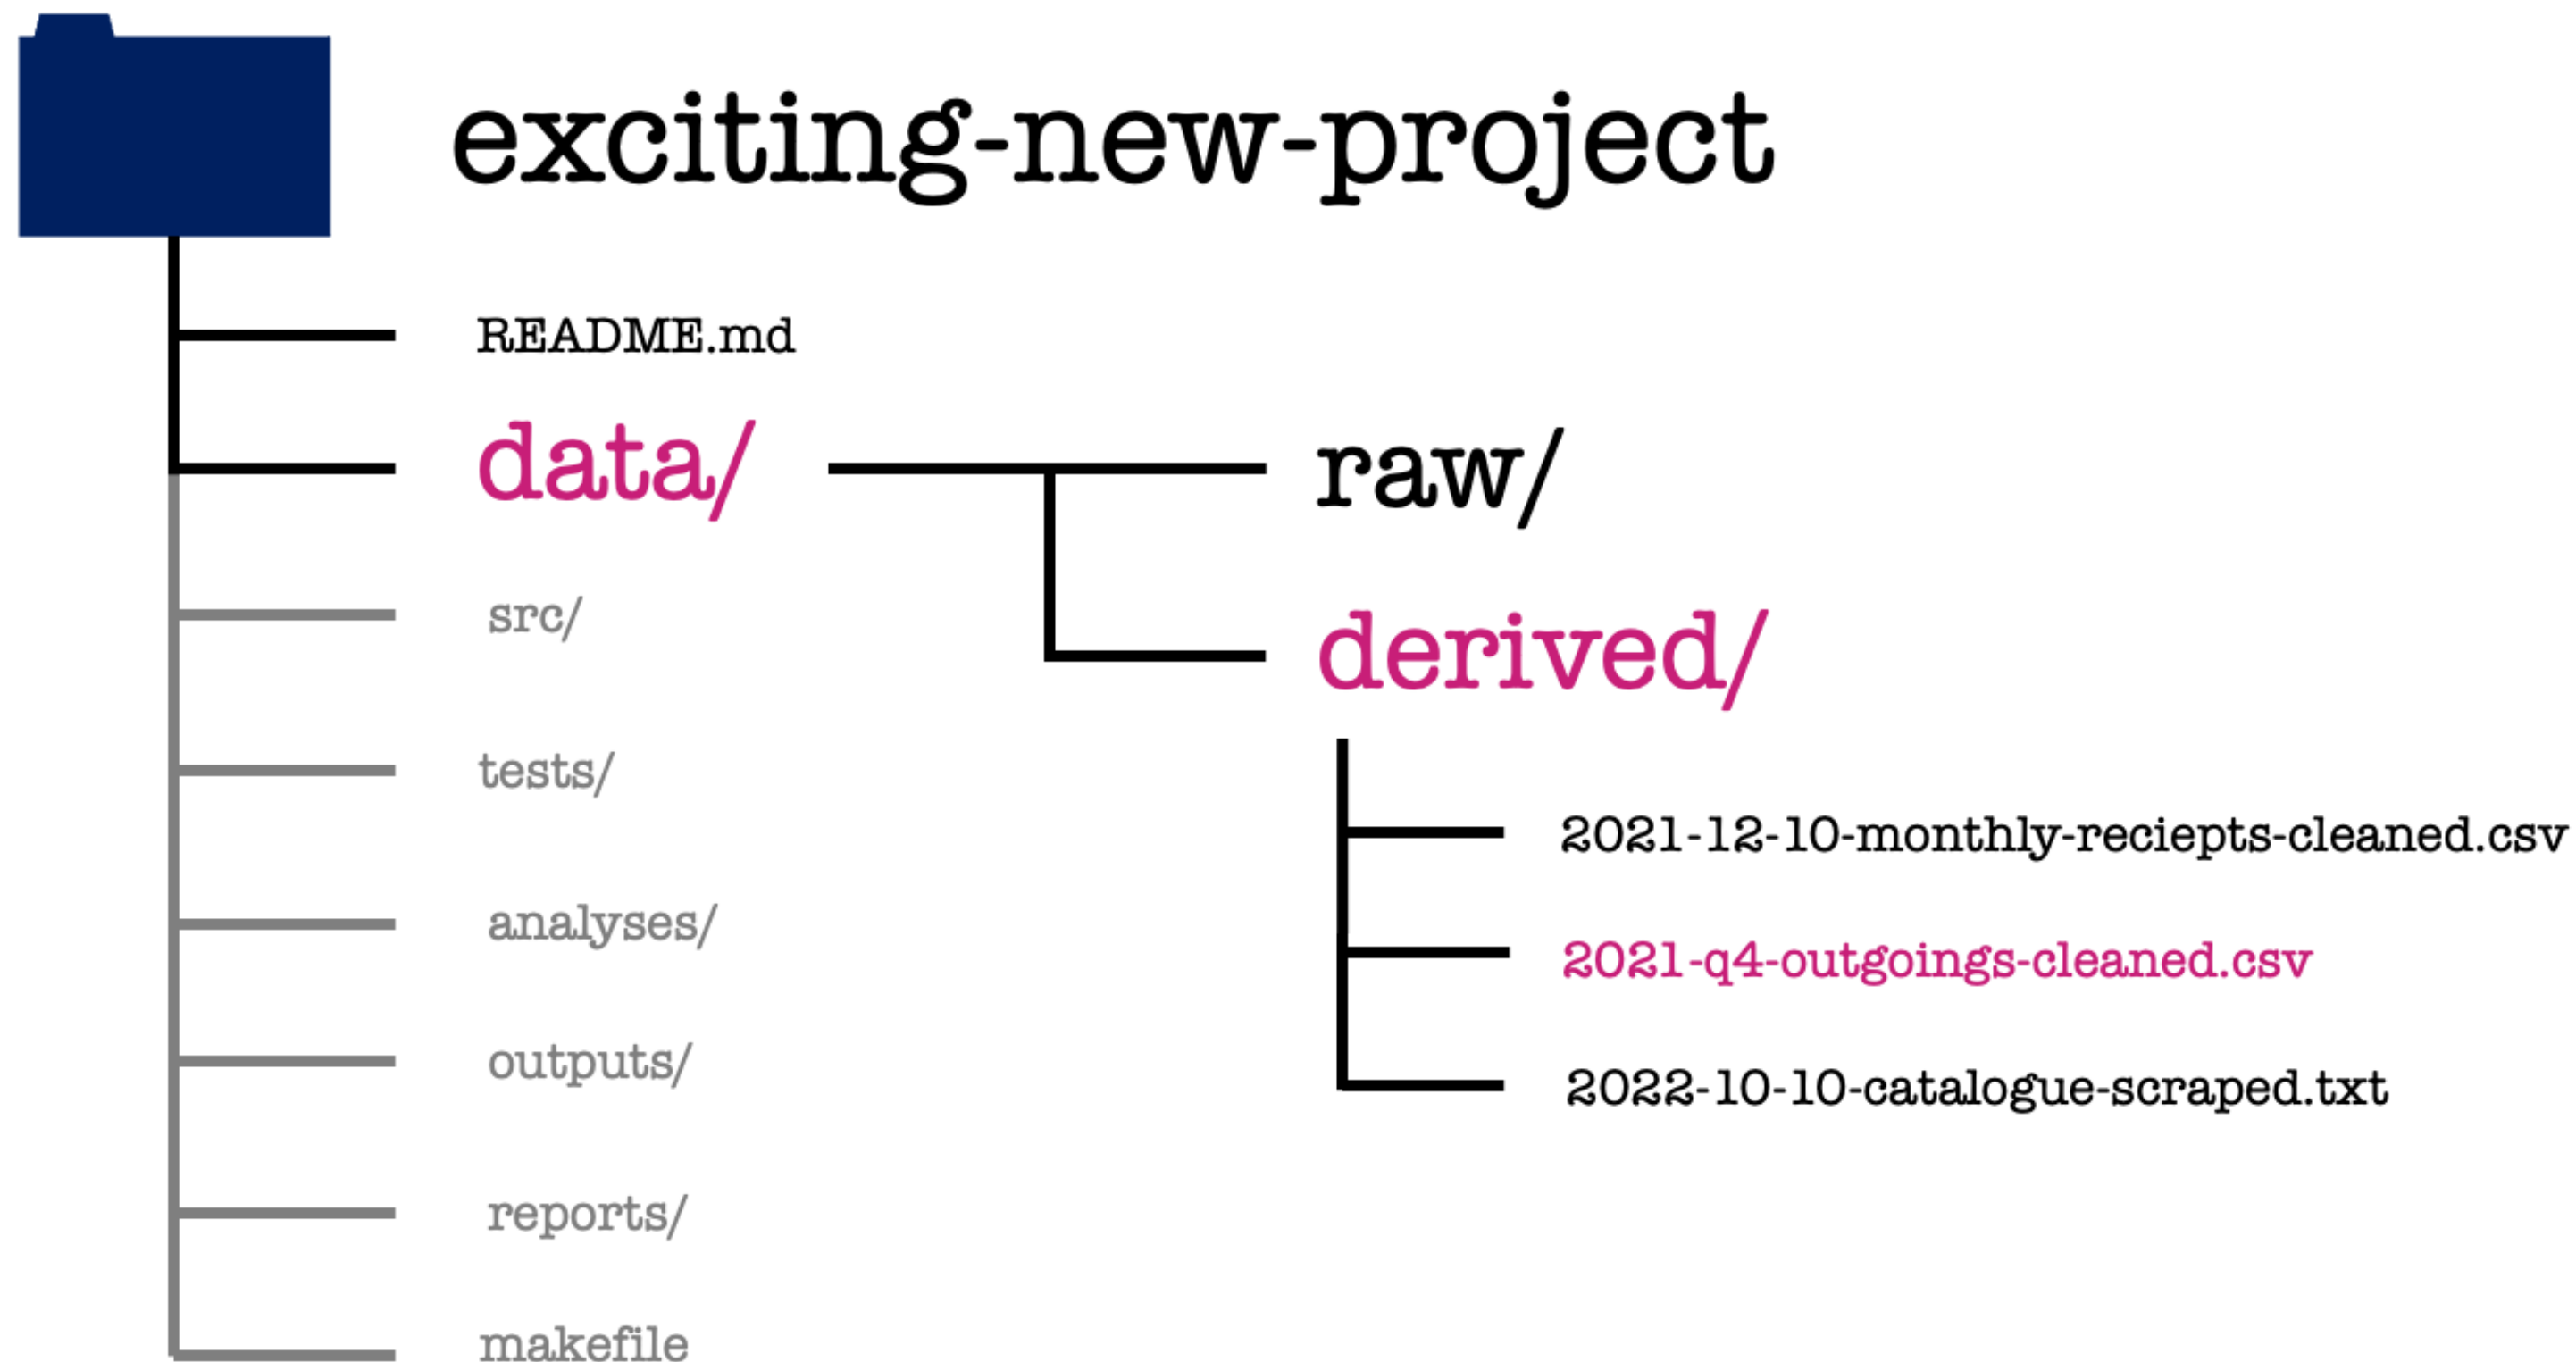 exciting-new-project
README.md
data/
raw/
src/
derived/
tests/
2021-12-10-monthly-reciepts-cleaned.csv
analyses/
2021-q4-outgoings-cleaned.csv
outputs/
2022-10-10-catalogue-scraped.txt
reports/
makefile